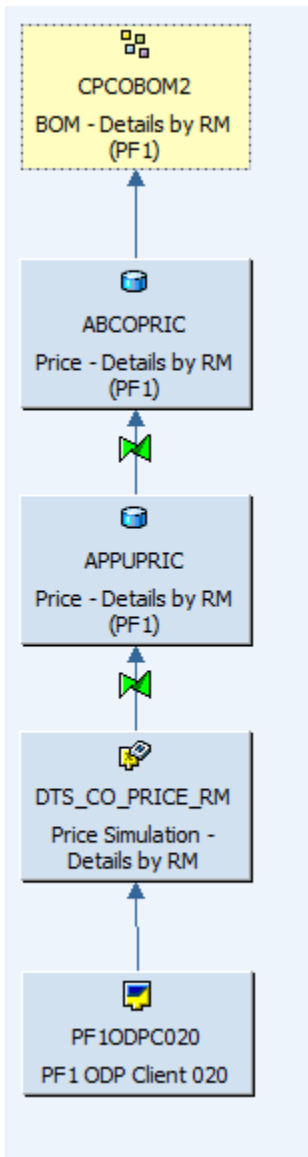 CPCOBOM2
BOM - Details by RM
(PF1)
ABCOPRIC
Price - Details by RM
(PF1)
APPUPRIC
Price - Details by RM
(PF1)
DTS_CO_PRICE_RM
Price Simulation -
Details by RM
PF1ODPC020
PF1 ODP Client 020